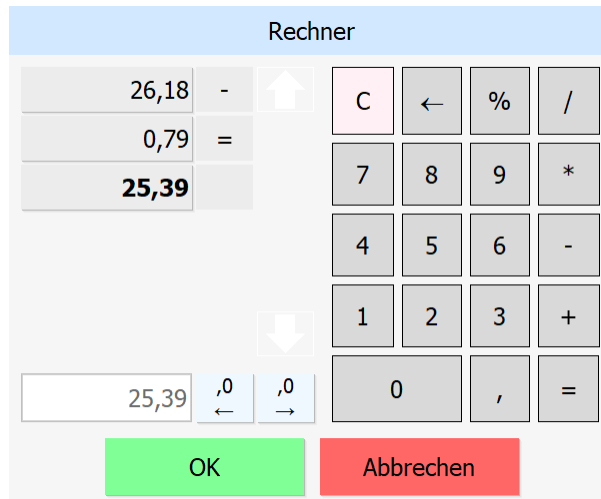 Rechner
26,18 -
0,79 =
25,39
25,39
,0
←
,0
→
C ← % /
7 8 9 *
4 5 6 -
1 2 3 +
0 , =
OK Abbrechen